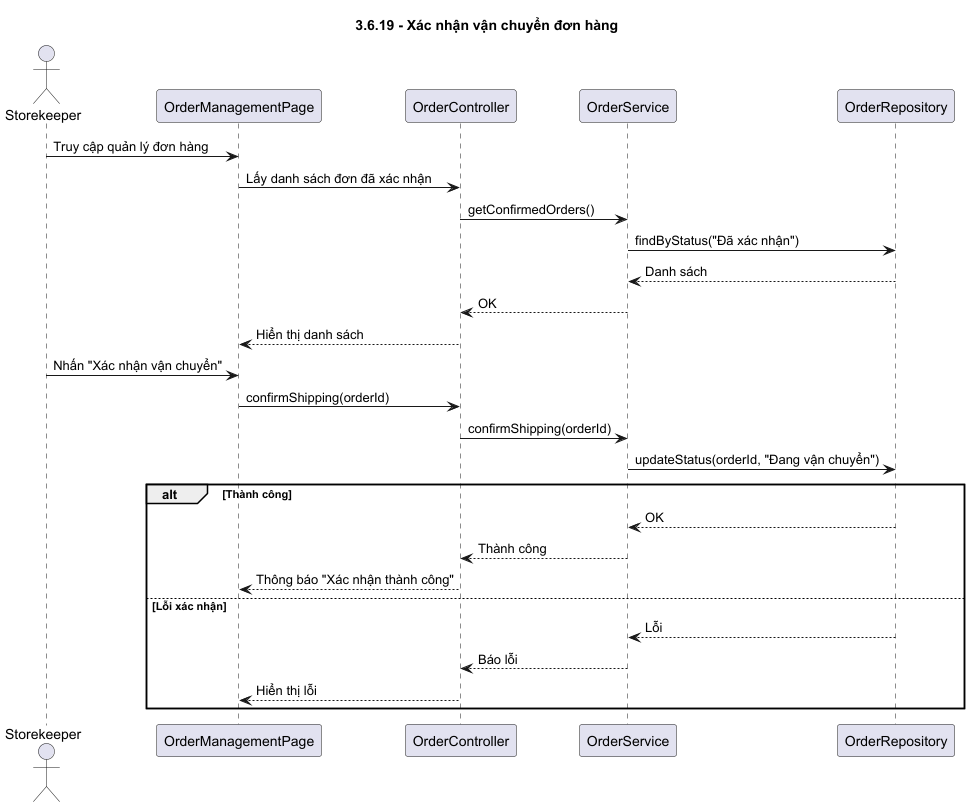 3.6.19 - Xác nhận vận chuyển đơn hàng
Storekeeper
OrderManagementPage
OrderController
OrderService
OrderRepository
Truy cập quản lý đơn hàng
Lấy danh sách đơn đã xác nhận
getConfirmedOrders()
findByStatus("Đã xác nhận")
Danh sách
OK
Hiển thị danh sách
Nhấn "Xác nhận vận chuyển"
confirmShipping(orderId)
confirmShipping(orderId)
updateStatus(orderId, "Đang vận chuyển")
alt
[Thành công]
OK
Thành công
Thông báo "Xác nhận thành công"
[Lỗi xác nhận]
Lỗi
Báo lỗi
Hiển thị lỗi
Storekeeper
OrderManagementPage
OrderController
OrderService
OrderRepository